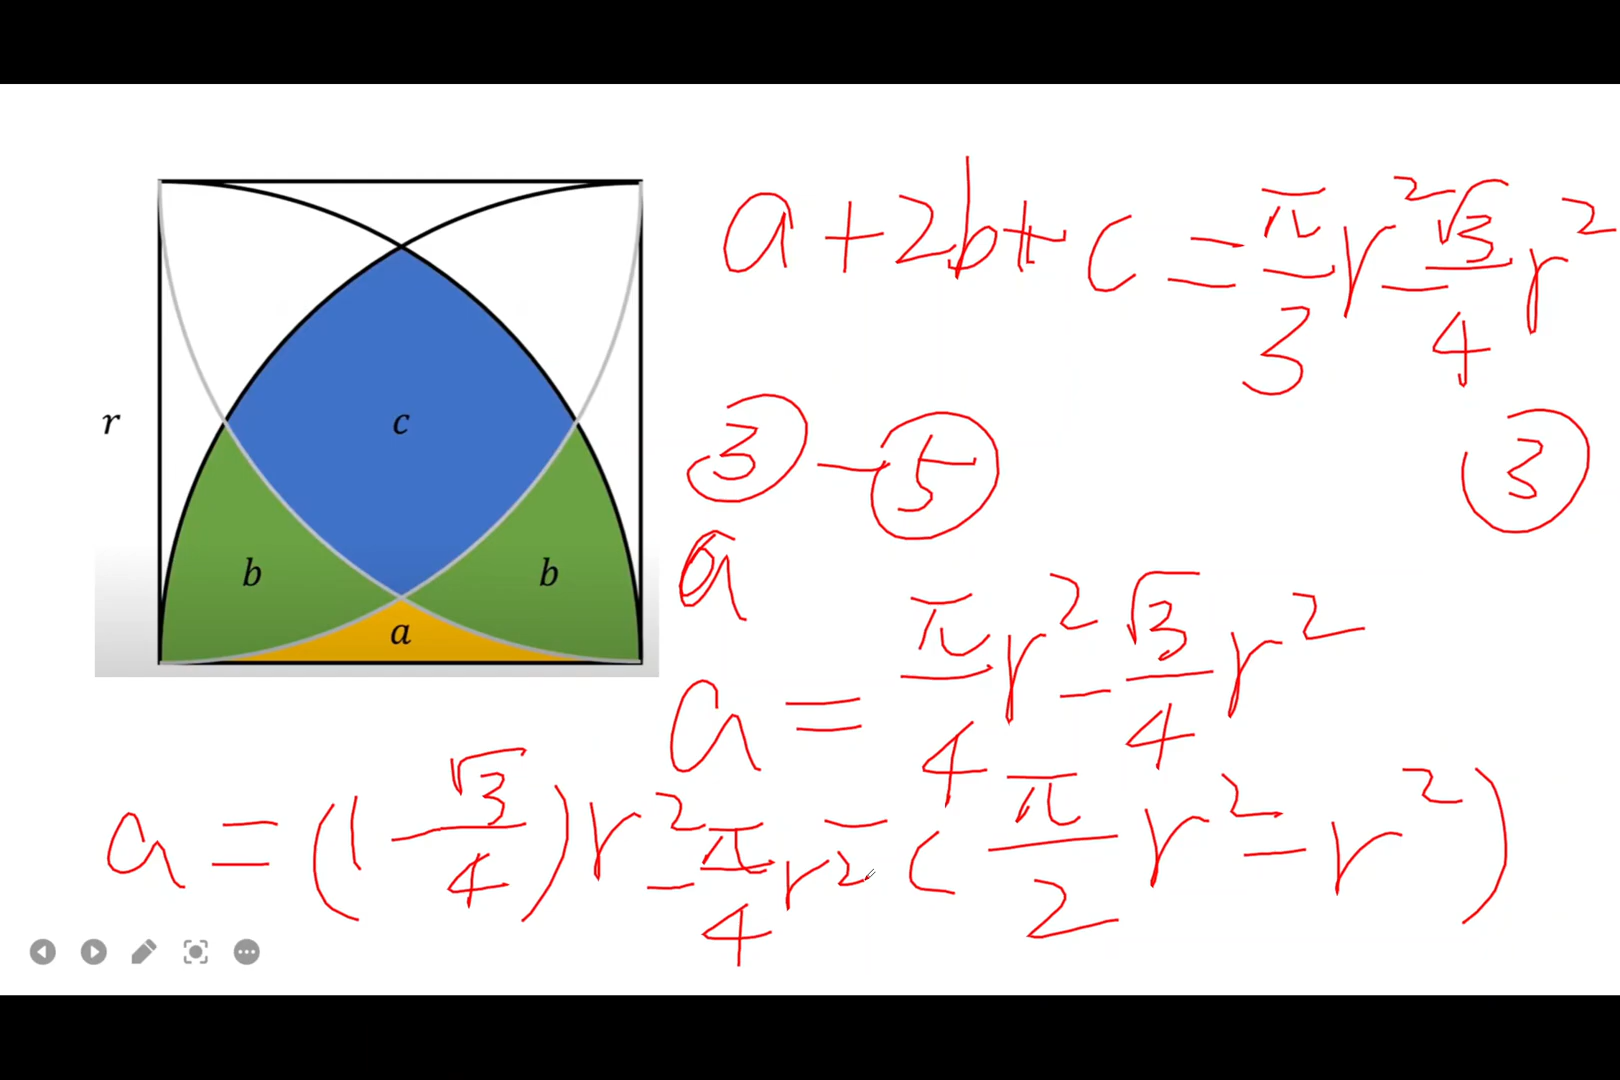 a + 2b + c = π/3 r² - √3/4 r²
r
c
③ - ⑤
③
b
b
a
a
a = π/4 r² - √3/4 r²
a = (1 - √3/4) r² - π/4 r² - (π/2 r² - r²)